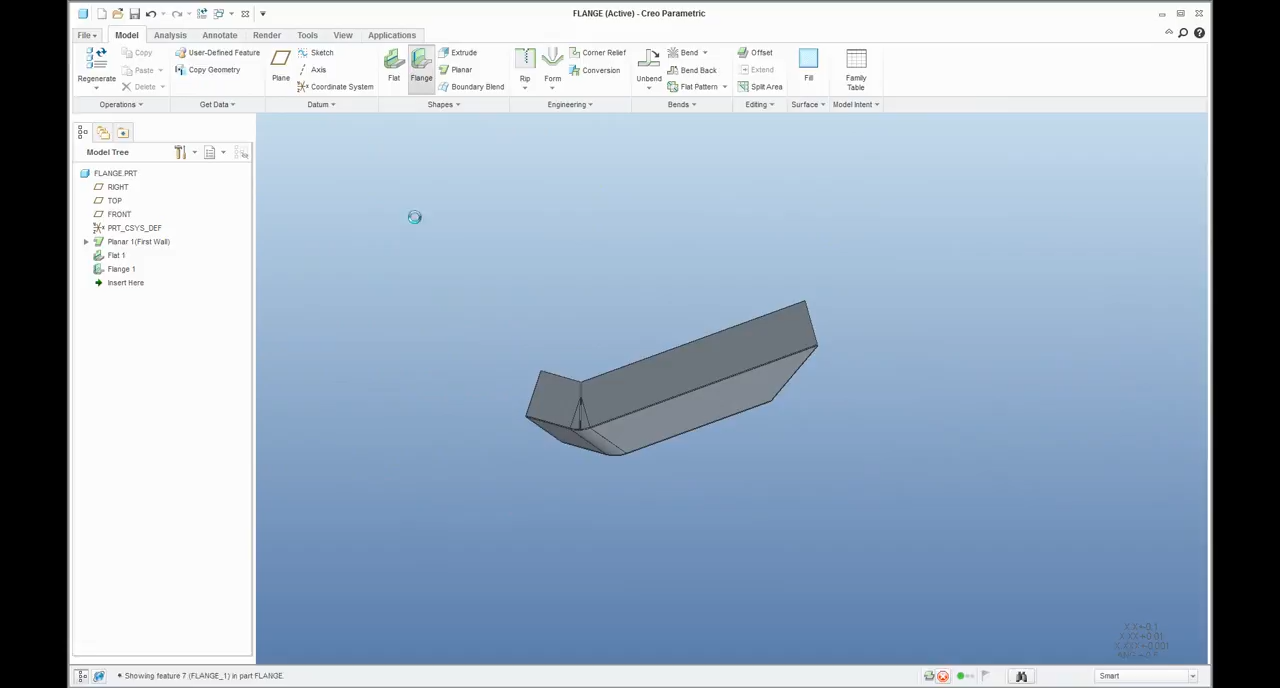 FLANGE (Active) - Creo Parametric
File Model Analysis Annotate Render Tools View Applications
Regenerate Copy Paste Delete
User-Defined Feature
Copy Geometry
Plane Sketch Axis Coordinate System
Flat Flange Extrude Planar Boundary Blend
Rip Form Corner Relief Conversion
Unbend Bend Bend Back Flat Pattern
Offset Extend Split Area
Fill
Family Table
Operations Get Data Datum Shapes Engineering Bends Editing Surface Model Intent
Model Tree
FLANGE.PRT
RIGHT
TOP
FRONT
PRT_CSYS_DEF
Planar 1(First Wall)
Flat 1
Flange 1
Insert Here
Showing feature 7 (FLANGE_1) in part FLANGE.
Smart